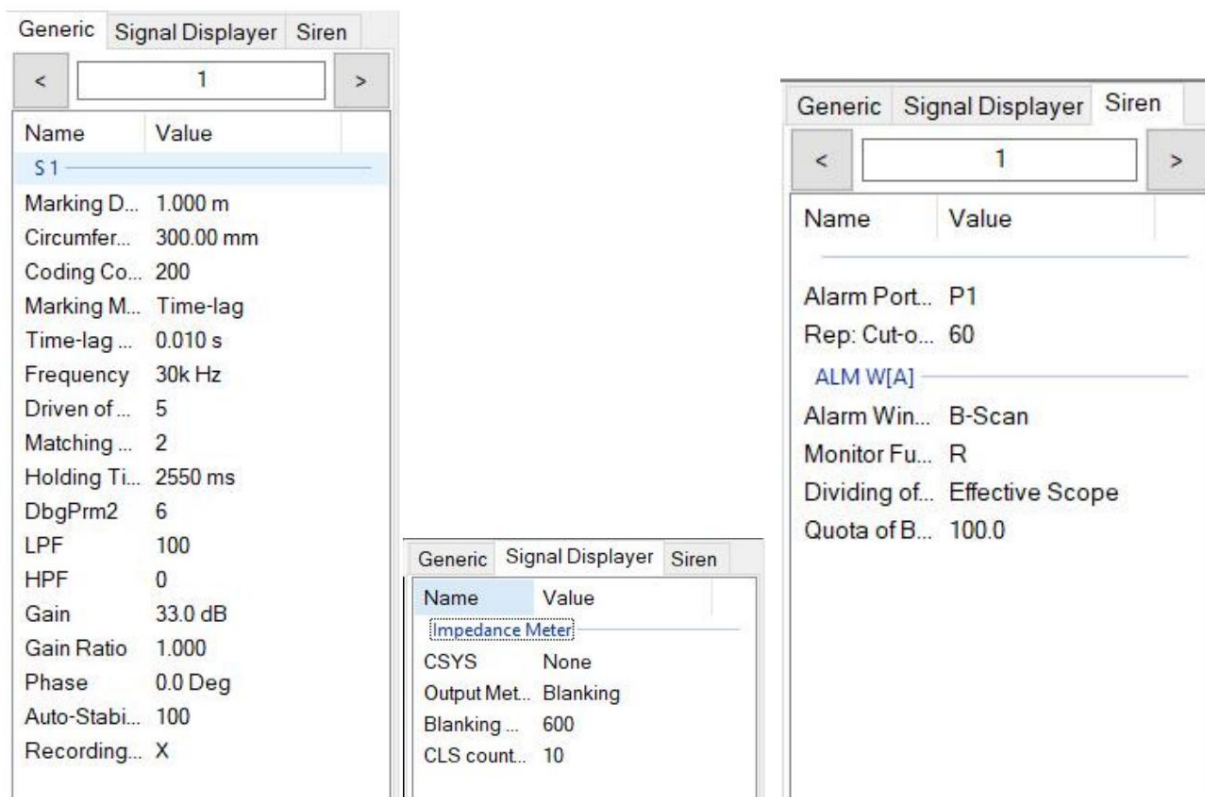 Generic Signal Displayer Siren
< 1 >
Name Value
S 1
Marking D... 1.000 m
Circumfer... 300.00 mm
Coding Co... 200
Marking M... Time-lag
Time-lag ... 0.010 s
Frequency 30k Hz
Driven of ... 5
Matching ... 2
Holding Ti... 2550 ms
DbgPrm2 6
LPF 100
HPF 0
Gain 33.0 dB
Gain Ratio 1.000
Phase 0.0 Deg
Auto-Stabi... 100
Recording... X
Generic Signal Displayer Siren
Name Value
Impedance Meter
CSYS None
Output Met... Blanking
Blanking ... 600
CLS count... 10
Generic Signal Displayer Siren
< 1 >
Name Value
Alarm Port... P1
Rep: Cut-o... 60
ALM W[A]
Alarm Win... B-Scan
Monitor Fu... R
Dividing of... Effective Scope
Quota of B... 100.0